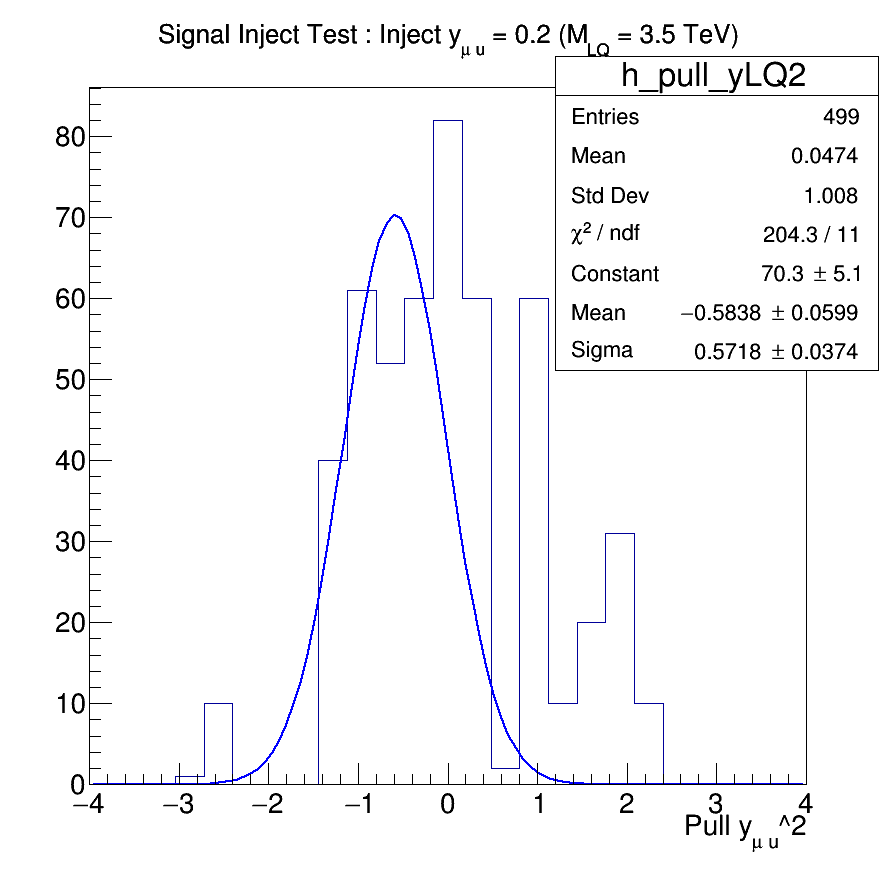 Signal Inject Test : Inject y_μ u = 0.2 (M_LQ = 3.5 TeV)
h_pull_yLQ2
Entries 499
Mean 0.0474
Std Dev 1.008
χ² / ndf 204.3 / 11
Constant 70.3 ± 5.1
Mean −0.5838 ± 0.0599
Sigma 0.5718 ± 0.0374
80
70
60
50
40
30
20
10
0
−4 −3 −2 −1 0 1 2 3 4
Pull y_μ u^2